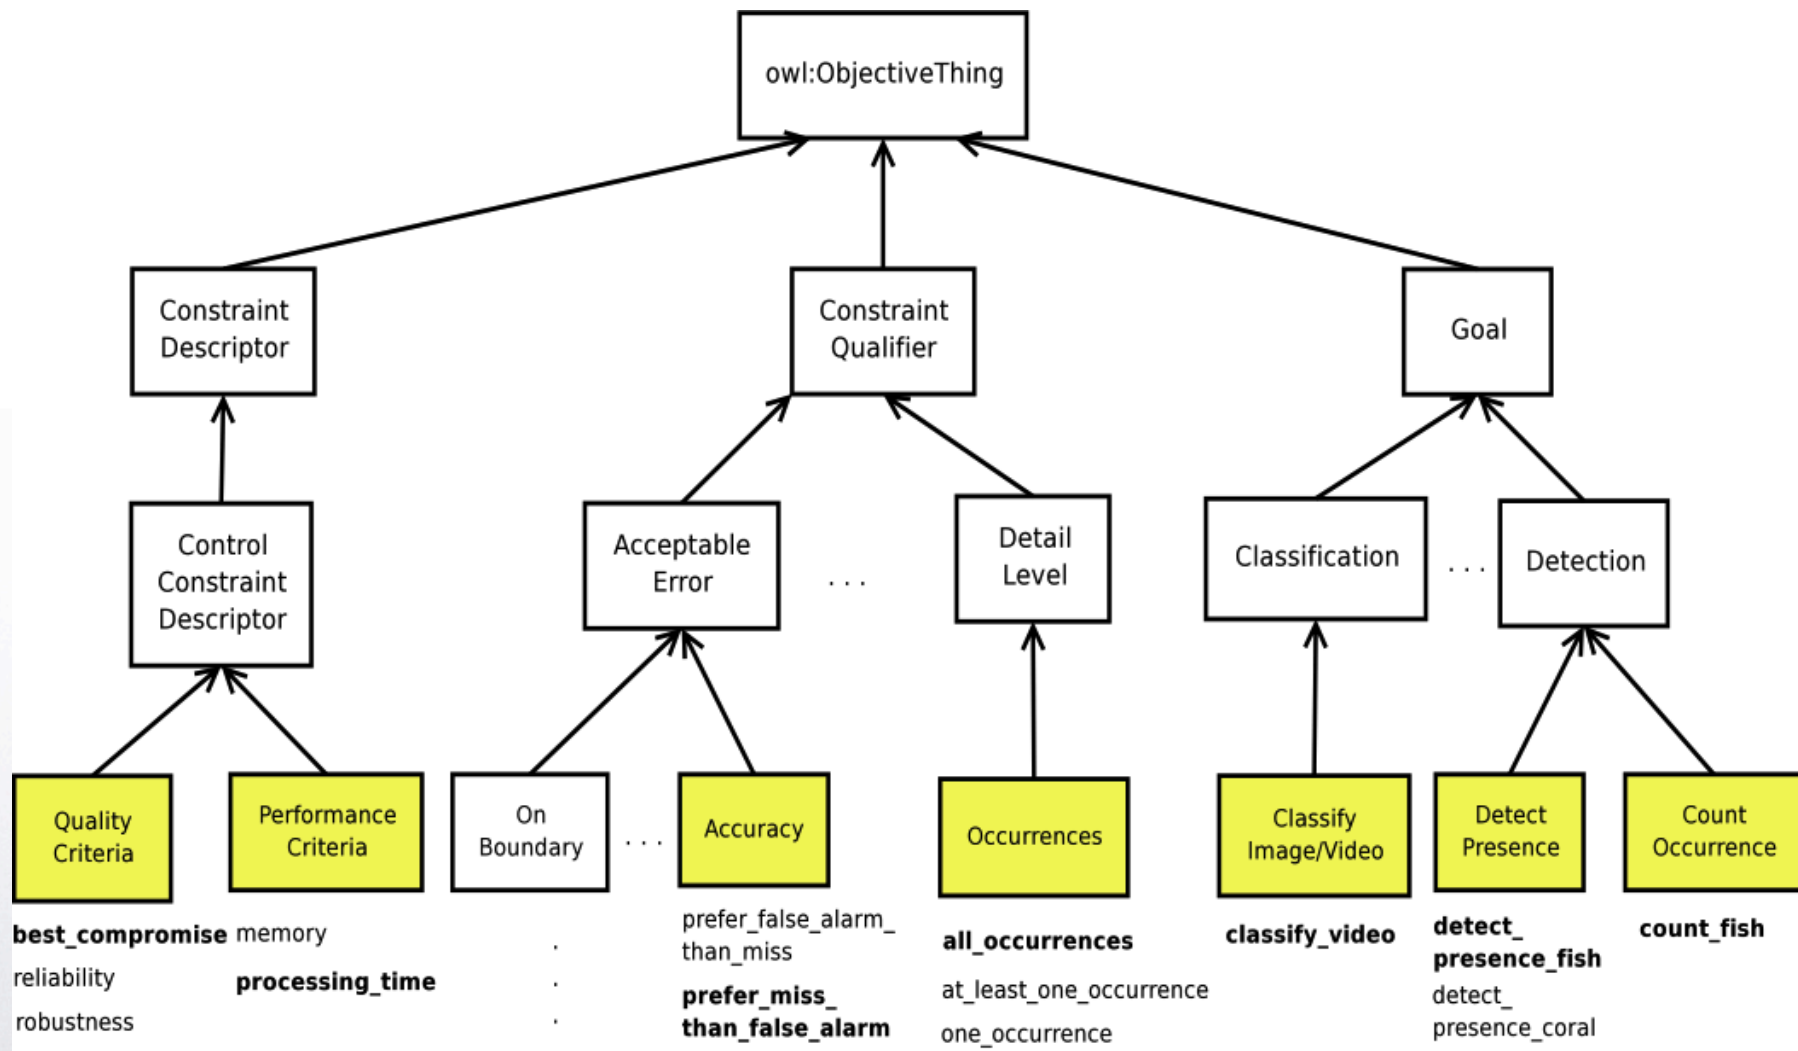 owl:ObjectiveThing
Constraint
Descriptor
Constraint
Qualifier
Goal
Control
Constraint
Descriptor
Acceptable
Error
. . .
Detail
Level
Classification
. . .
Detection
Quality
Criteria
Performance
Criteria
On
Boundary
. . .
Accuracy
Occurrences
Classify
Image/Video
Detect
Presence
Count
Occurrence
best_compromise
reliability
robustness
memory
processing_time
.
.
.
prefer_false_alarm_
than_miss
prefer_miss_
than_false_alarm
all_occurrences
at_least_one_occurrence
one_occurrence
classify_video
detect_
presence_fish
detect_
presence_coral
count_fish